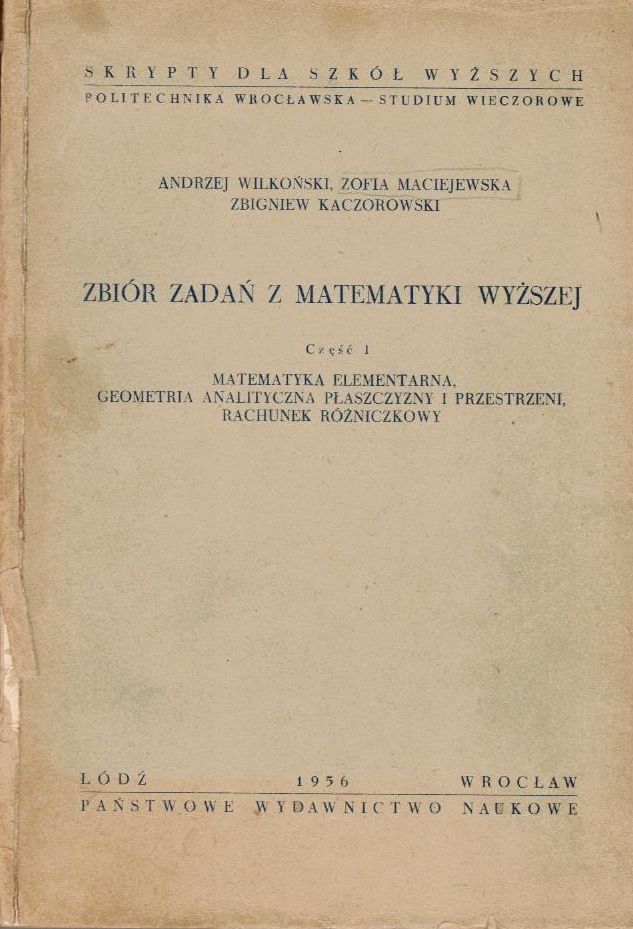 SKRYPTY DLA SZKÓŁ WYŻSZYCH
POLITECHNIKA WROCŁAWSKA — STUDIUM WIECZOROWE
ANDRZEJ WILKOŃSKI, ZOFIA MACIEJEWSKA
ZBIGNIEW KACZOROWSKI
ZBIÓR ZADAŃ Z MATEMATYKI WYŻSZEJ
Część I
MATEMATYKA ELEMENTARNA,
GEOMETRIA ANALITYCZNA PŁASZCZYZNY I PRZESTRZENI,
RACHUNEK RÓŻNICZKOWY
ŁÓDŹ 1956 WROCŁAW
PAŃSTWOWE WYDAWNICTWO NAUKOWE